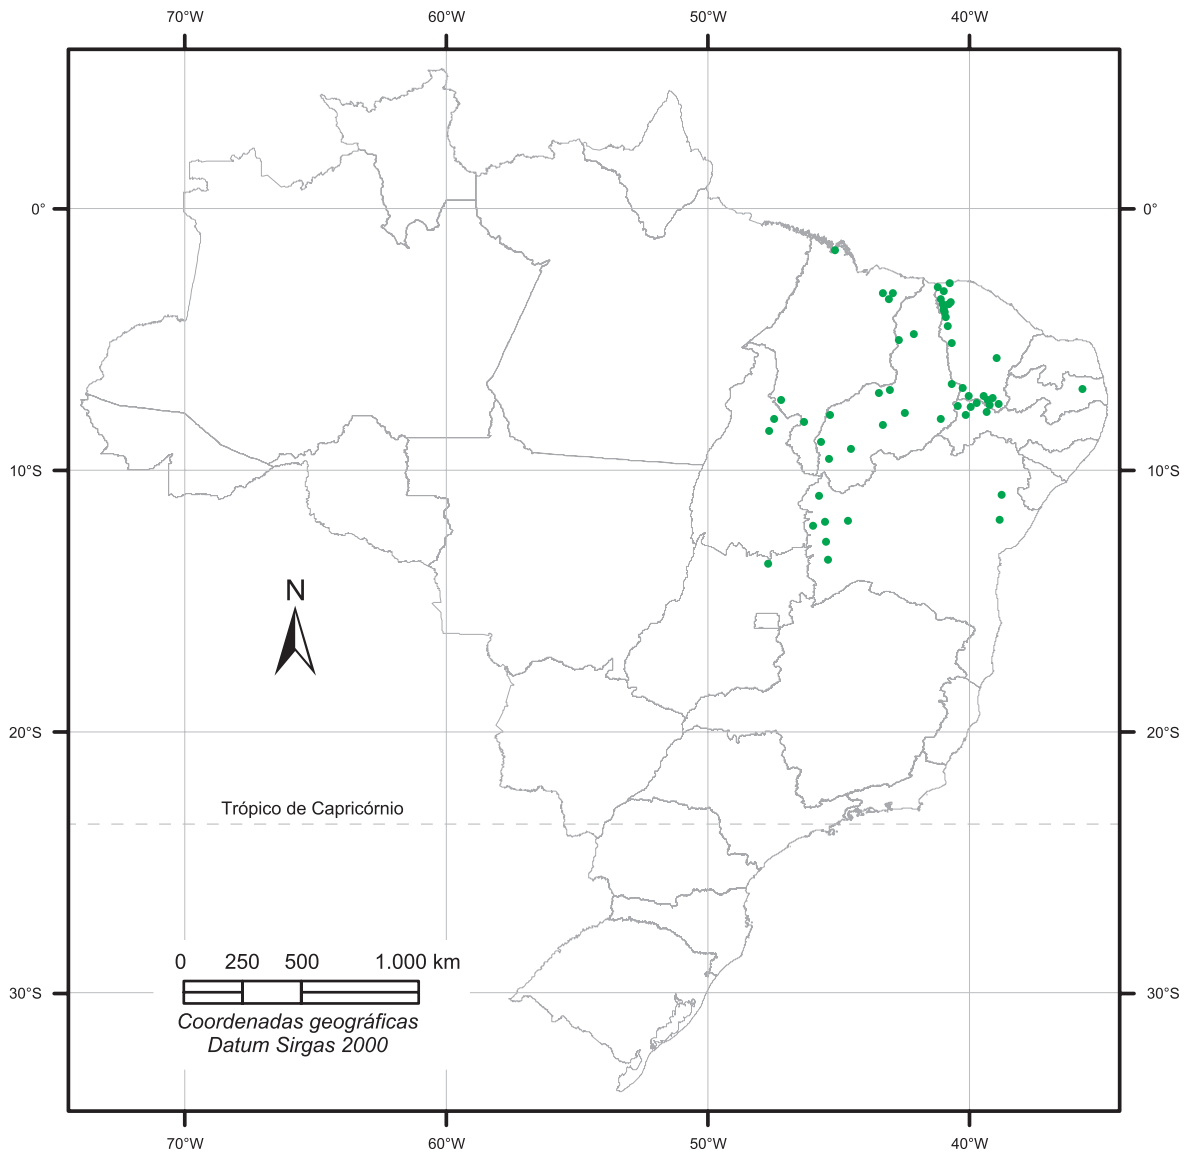 70°W 60°W 50°W 40°W
0° 0°
10°S 10°S
N
20°S 20°S
Trópico de Capricórnio
0 250 500 1.000 km
30°S 30°S
Coordenadas geográficas
Datum Sirgas 2000
70°W 60°W 50°W 40°W